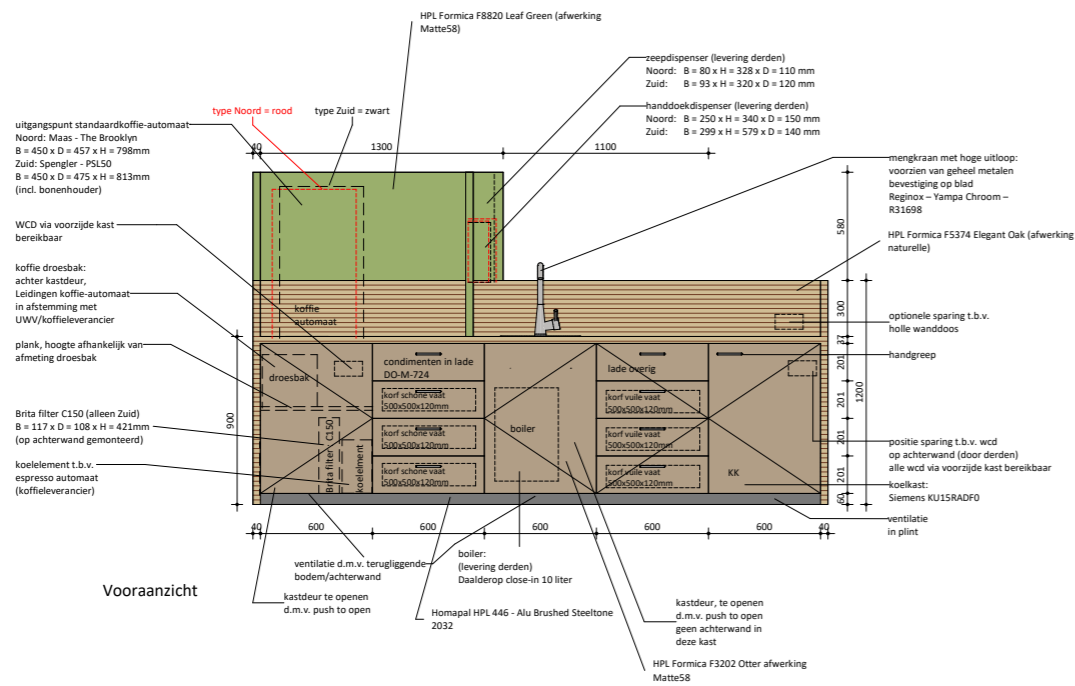 HPL Formica F8820 Leaf Green (afwerking
Matte58)
zeepdispenser (levering derden)
Noord: B = 80 x H = 328 x D = 110 mm
Zuid: B = 93 x H = 320 x D = 120 mm
type Noord = rood
type Zuid = zwart
handdoekdispenser (levering derden)
Noord: B = 250 x H = 340 x D = 150 mm
Zuid: B = 299 x H = 579 x D = 140 mm
uitgangspunt standaardkoffie-automaat
Noord: Maas - The Brooklyn
B = 450 x D = 457 x H = 798mm
Zuid: Spengler - PSL50
B = 450 x D = 475 x H = 813mm
(incl. bonenhouder)
40
1300
1100
mengkraan met hoge uitloop:
voorzien van geheel metalen
bevestiging op blad
Reginox – Yampa Chroom –
R31698
580
WCD via voorzijde kast
bereikbaar
HPL Formica F5374 Elegant Oak (afwerking
naturelle)
koffie droesbak:
achter kastdeur,
Leidingen koffie-automaat
in afstemming met
UWV/koffieleverancier
koffie
automaat
300
optionele sparing t.b.v.
holle wanddoos
plank, hoogte afhankelijk van
afmeting droesbak
37
handgreep
droesbak
condimenten in lade
DO-M-724
lade overig
201
1200
korf schone vaat
500x500x120mm
korf vuile vaat
500x500x120mm
201
Brita filter C150 (alleen Zuid)
B = 117 x D = 108 x H = 421mm
(op achterwand gemonteerd)
900
Brita filter C150
koelelment
korf schone vaat
500x500x120mm
boiler
korf vuile vaat
500x500x120mm
201
positie sparing t.b.v. wcd
op achterwand (door derden)
alle wcd via voorzijde kast bereikbaar
koelelement t.b.v.
espresso automaat
(koffieleverancier)
korf schone vaat
500x500x120mm
korf vuile vaat
500x500x120mm
KK
201
koelkast:
Siemens KU15RADF0
60
ventilatie
in plint
40
600
600
600
600
600
40
ventilatie d.m.v. terugliggende
bodem/achterwand
boiler:
(levering derden)
Daalderop close-in 10 liter
Vooraanzicht
kastdeur te openen
d.m.v. push to open
Homapal HPL 446 - Alu Brushed Steeltone
2032
kastdeur, te openen
d.m.v. push to open
geen achterwand in
deze kast
HPL Formica F3202 Otter afwerking
Matte58